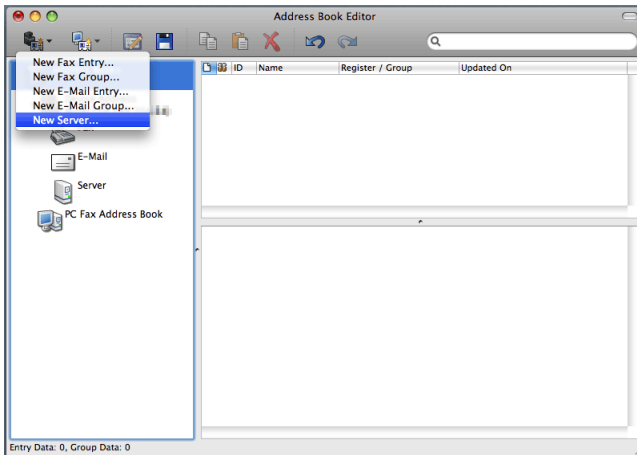 Address Book Editor
New Fax Entry...
New Fax Group...
New E-Mail Entry...
New E-Mail Group...
New Server...
ID Name Register / Group Updated On
E-Mail
Server
PC Fax Address Book
Entry Data: 0, Group Data: 0